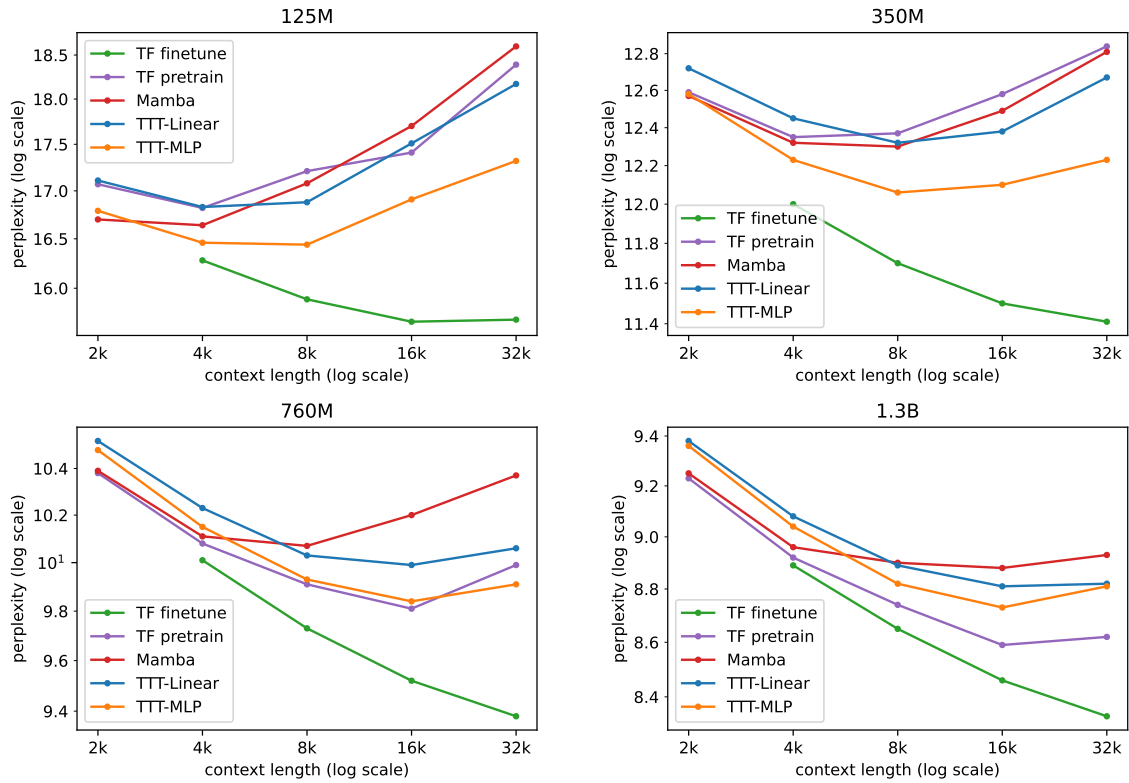 125M
perplexity (log scale)
18.5
18.0
17.5
17.0
16.5
16.0
TF finetune
TF pretrain
Mamba
TTT-Linear
TTT-MLP
2k 4k 8k 16k 32k
context length (log scale)
350M
perplexity (log scale)
12.8
12.6
12.4
12.2
12.0
11.8
11.6
11.4
TF finetune
TF pretrain
Mamba
TTT-Linear
TTT-MLP
2k 4k 8k 16k 32k
context length (log scale)
760M
perplexity (log scale)
10.4
10.2
10¹
9.8
9.6
9.4
TF finetune
TF pretrain
Mamba
TTT-Linear
TTT-MLP
2k 4k 8k 16k 32k
context length (log scale)
1.3B
perplexity (log scale)
9.4
9.2
9.0
8.8
8.6
8.4
TF finetune
TF pretrain
Mamba
TTT-Linear
TTT-MLP
2k 4k 8k 16k 32k
context length (log scale)